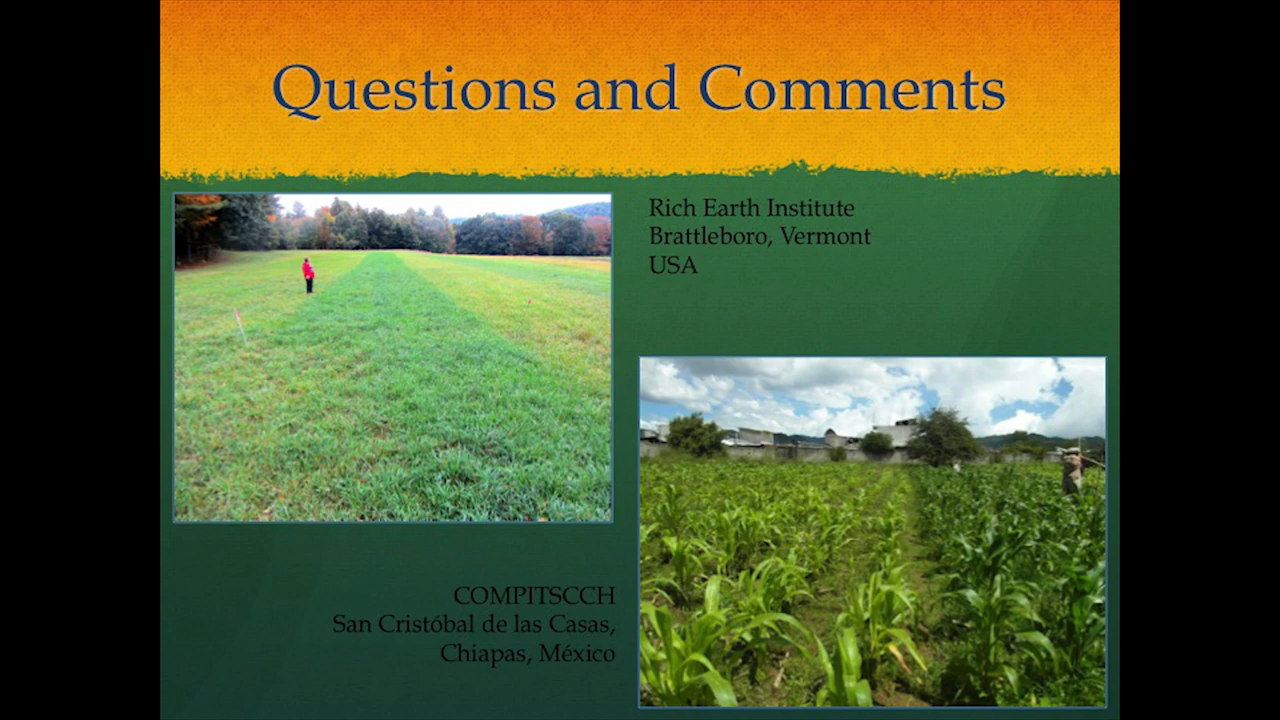 Questions and Comments
Rich Earth Institute
Brattleboro, Vermont
USA
COMPITSCCH
San Cristóbal de las Casas,
Chiapas, México